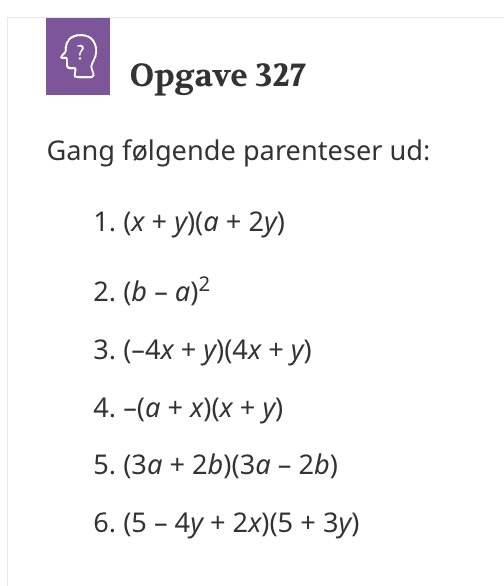 ?
Opgave 327
Gang følgende parenteser ud:
1. (x + y)(a + 2y)
2. (b – a)²
3. (–4x + y)(4x + y)
4. –(a + x)(x + y)
5. (3a + 2b)(3a – 2b)
6. (5 – 4y + 2x)(5 + 3y)